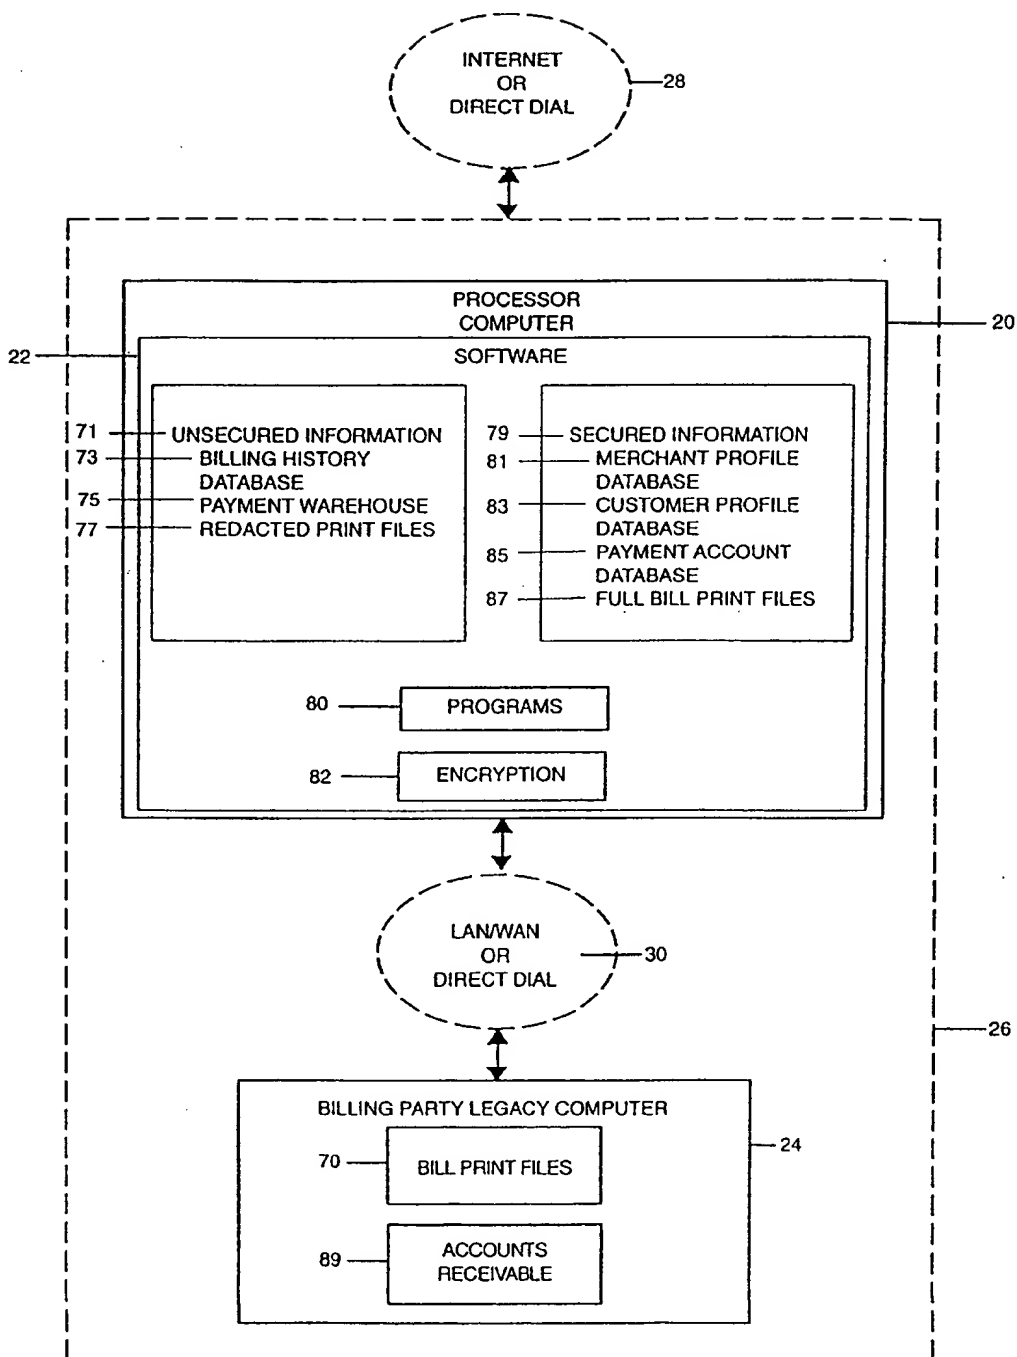 INTERNET
OR
DIRECT DIAL
28
PROCESSOR
COMPUTER
20
22
SOFTWARE
71 UNSECURED INFORMATION
73 BILLING HISTORY
DATABASE
75 PAYMENT WAREHOUSE
77 REDACTED PRINT FILES
79 SECURED INFORMATION
81 MERCHANT PROFILE
DATABASE
83 CUSTOMER PROFILE
DATABASE
85 PAYMENT ACCOUNT
DATABASE
87 FULL BILL PRINT FILES
80 PROGRAMS
82 ENCRYPTION
LAN/WAN
OR
DIRECT DIAL
30
26
BILLING PARTY LEGACY COMPUTER
24
70 BILL PRINT FILES
89 ACCOUNTS
RECEIVABLE